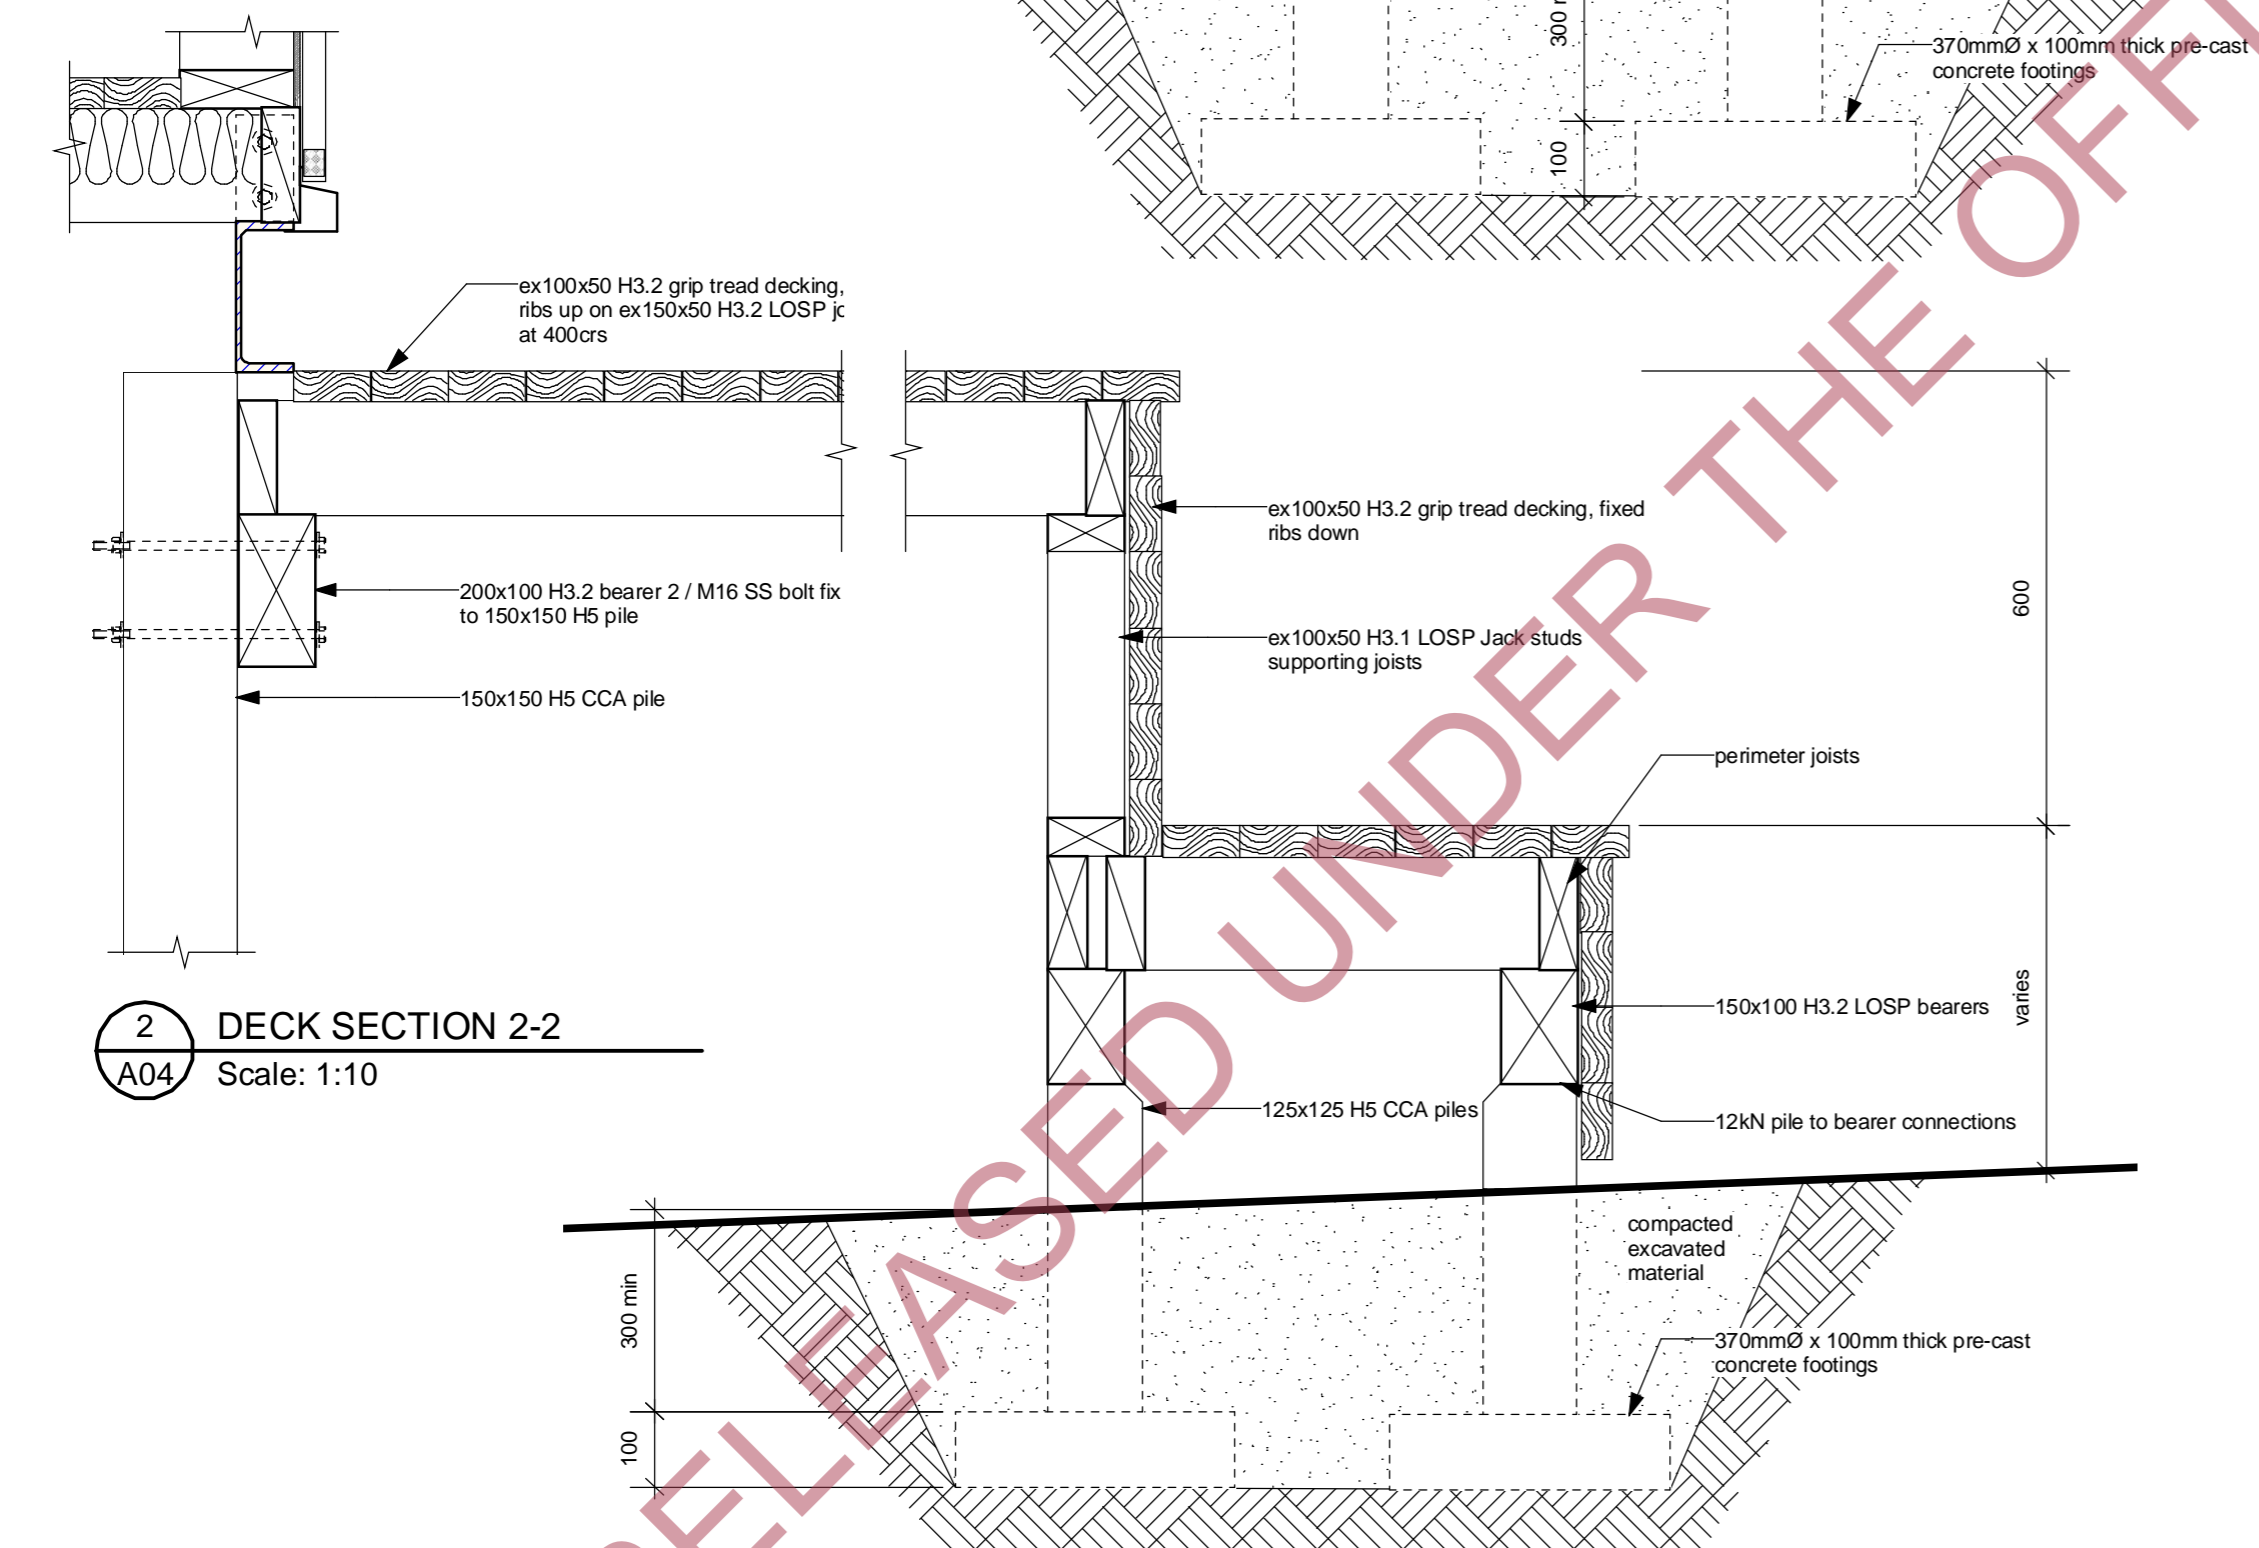 300
370mmØ x 100mm thick pre-cast
concrete footings
100
ex100x50 H3.2 grip tread decking,
ribs up on ex150x50 H3.2 LOSP
at 400crs
ex100x50 H3.2 grip tread decking, fixed
ribs down
600
200x100 H3.2 bearer 2 / M16 SS bolt fix
to 150x150 H5 pile
ex100x50 H3.1 LOSP Jack studs
supporting joists
150x150 H5 CCA pile
perimeter joists
150x100 H3.2 LOSP bearers
varies
2
A04
DECK SECTION 2-2
Scale: 1:10
125x125 H5 CCA piles
12kN pile to bearer connections
compacted
excavated
material
300 min
370mmØ x 100mm thick pre-cast
concrete footings
100
RELEASED UNDER THE